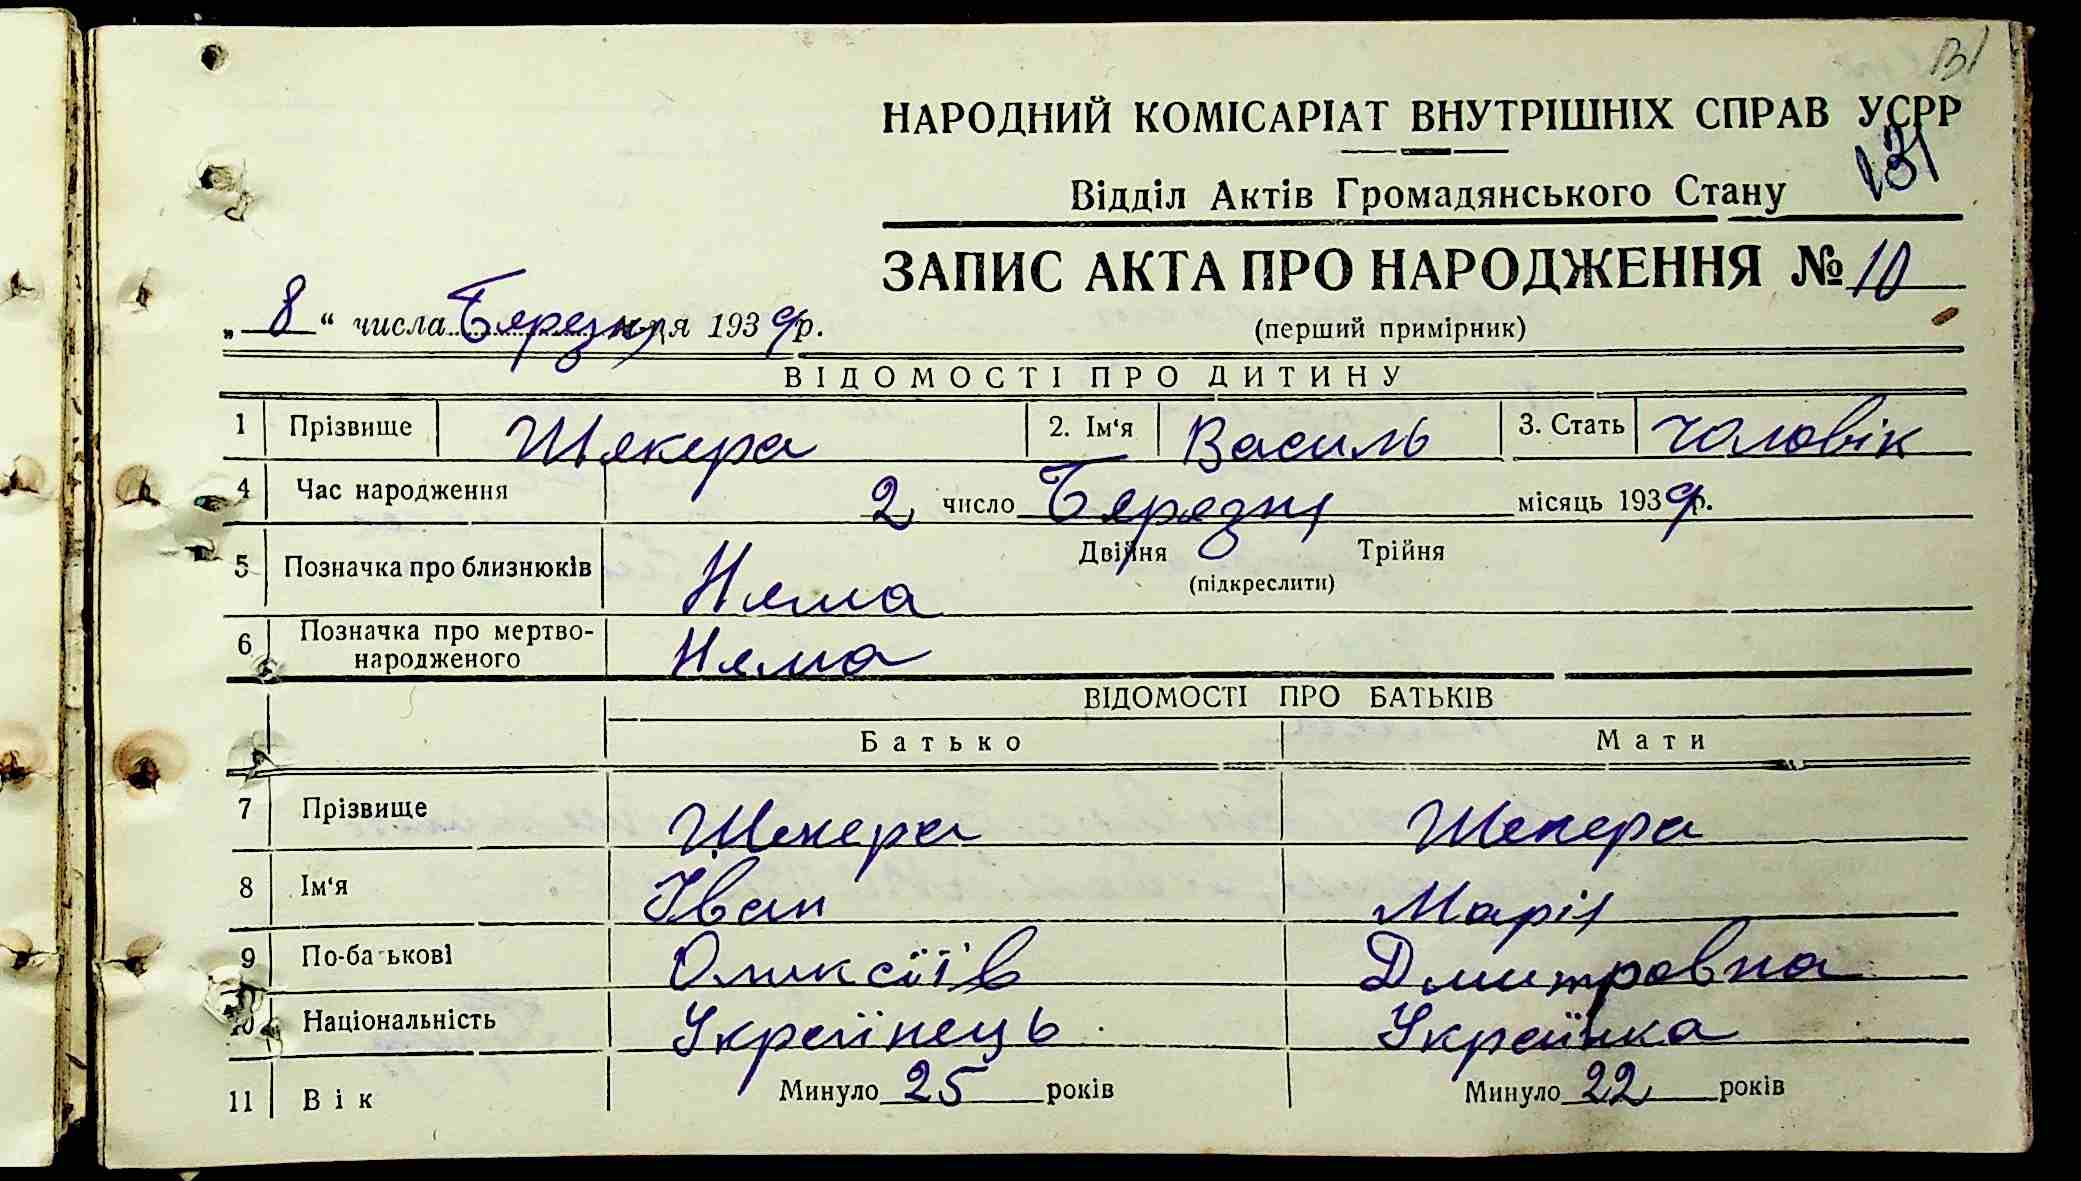 131
НАРОДНИЙ КОМІСАРІАТ ВНУТРІШНІХ СПРАВ УСРР
131
Відділ Актів Громадянського Стану
ЗАПИС АКТА ПРО НАРОДЖЕННЯ № 10
„ 8 “ числа Березня ця 1939 р.
(перший примірник)
ВІДОМОСТІ ПРО ДИТИНУ
1 Прізвище Шекера 2. Ім‘я Василь 3. Стать чоловік
4 Час народження 2 число Березня місяць 1939 р.
5 Позначка про близнюків Нема Двійня Трійня
(підкреслити)
6 Позначка про мертво-
народженого Нема
ВІДОМОСТІ ПРО БАТЬКІВ
Батько Мати
7 Прізвище Шекера Шекера
8 Ім‘я Іван Марія
9 По-батькові Олексіїв Дмитровна
10 Національність Українець Українка
11 Вік Минуло 25 років Минуло 22 років